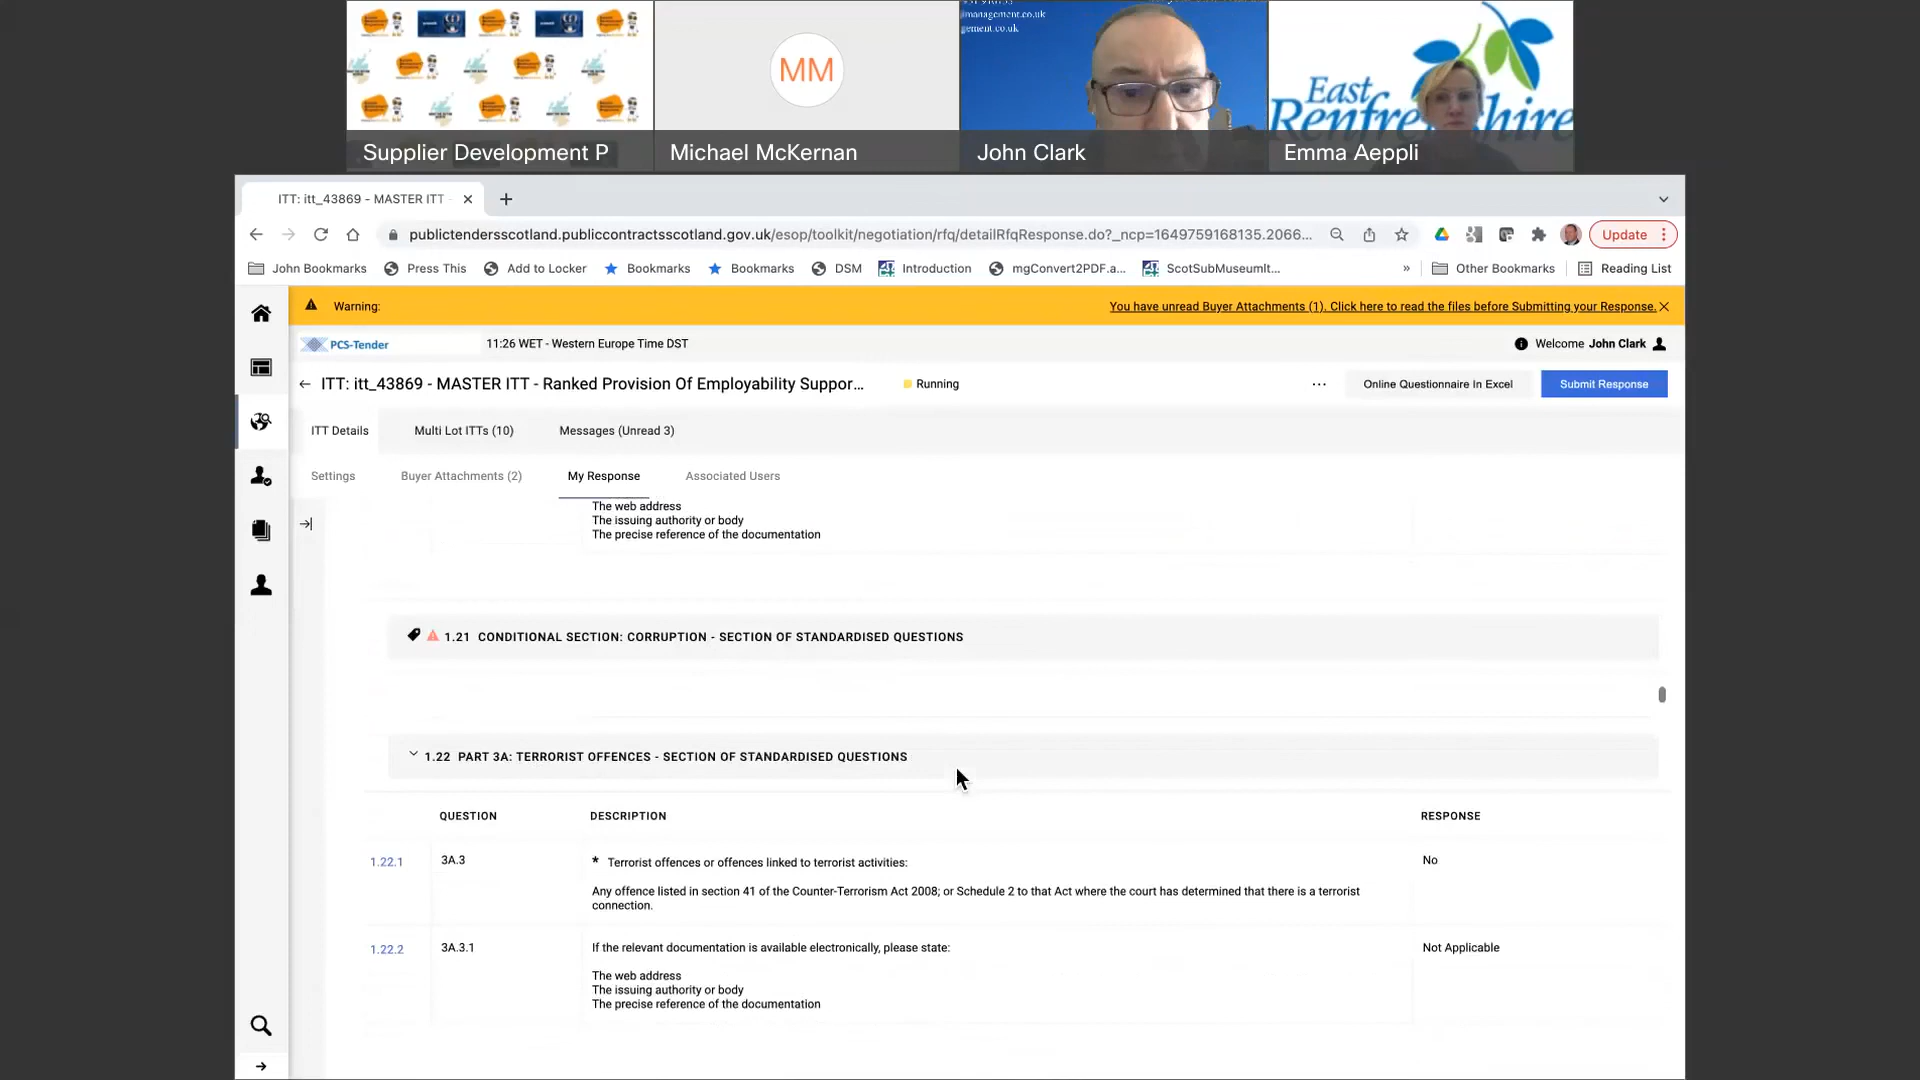 imanagement.co.uk
gement.co.uk
MM
East
Renfrewshire
Supplier Development P
Michael McKernan
John Clark
Emma Aeppli
ITT: itt_43869 - MASTER ITT -
publictendersscotland.publiccontractsscotland.gov.uk/esop/toolkit/negotiation/rfq/detailRfqResponse.do?_ncp=1649759168135.2066...
Update
John Bookmarks
Press This
Add to Locker
Bookmarks
Bookmarks
DSM
Introduction
mgConvert2PDF.a...
ScotSubMuseumIt...
»
Other Bookmarks
Reading List
Warning:
You have unread Buyer Attachments (1). Click here to read the files before Submitting your Response.
PCS-Tender
11:26 WET - Western Europe Time DST
Welcome John Clark
ITT: itt_43869 - MASTER ITT - Ranked Provision Of Employability Suppor...
Running
...
Online Questionnaire In Excel
Submit Response
ITT Details
Multi Lot ITTs (10)
Messages (Unread 3)
Settings
Buyer Attachments (2)
My Response
Associated Users
The web address
The issuing authority or body
The precise reference of the documentation
1.21 CONDITIONAL SECTION: CORRUPTION - SECTION OF STANDARDISED QUESTIONS
1.22 PART 3A: TERRORIST OFFENCES - SECTION OF STANDARDISED QUESTIONS
QUESTION
DESCRIPTION
RESPONSE
1.22.1
3A.3
* Terrorist offences or offences linked to terrorist activities:
No
Any offence listed in section 41 of the Counter-Terrorism Act 2008; or Schedule 2 to that Act where the court has determined that there is a terrorist
connection.
1.22.2
3A.3.1
If the relevant documentation is available electronically, please state:
Not Applicable
The web address
The issuing authority or body
The precise reference of the documentation